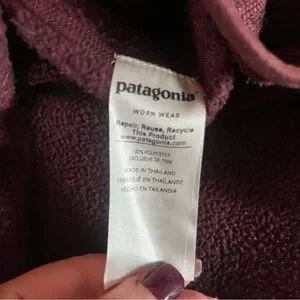 patagonia
WORN WEAR
Repair, Reuse, Recycle
This Product
www.patagonia.com
100% POLYESTER
EXCLUSIVE OF TRIM
MADE IN THAILAND
FABRIQUÉ EN THAÏLANDE
HECHO EN TAILANDIA